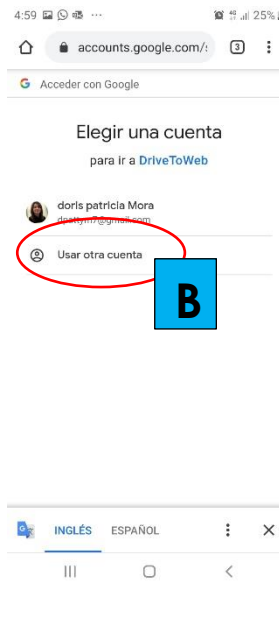 4:59 25%
accounts.google.com/ 3
G Acceder con Google
Elegir una cuenta
para ir a DriveToWeb
doris patricia Mora
Usar otra cuenta
B
INGLÉS ESPAÑOL